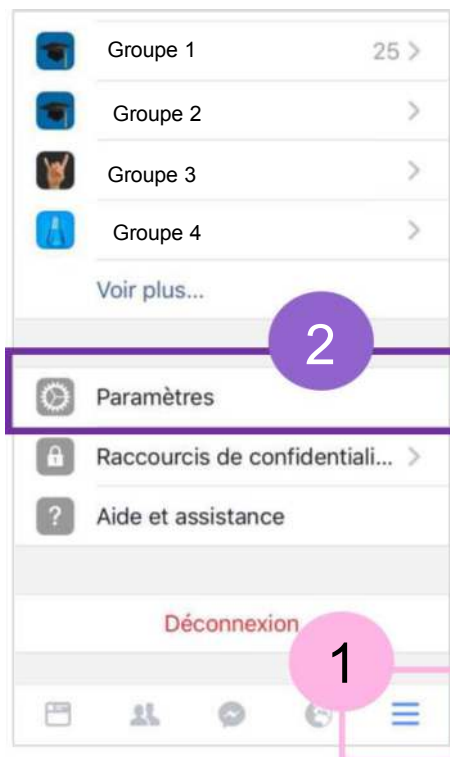 Groupe 1 25 >
Groupe 2 >
Groupe 3 >
Groupe 4 >
Voir plus...
2
Paramètres
Raccourcis de confidentiali... >
? Aide et assistance
Déconnexion
1